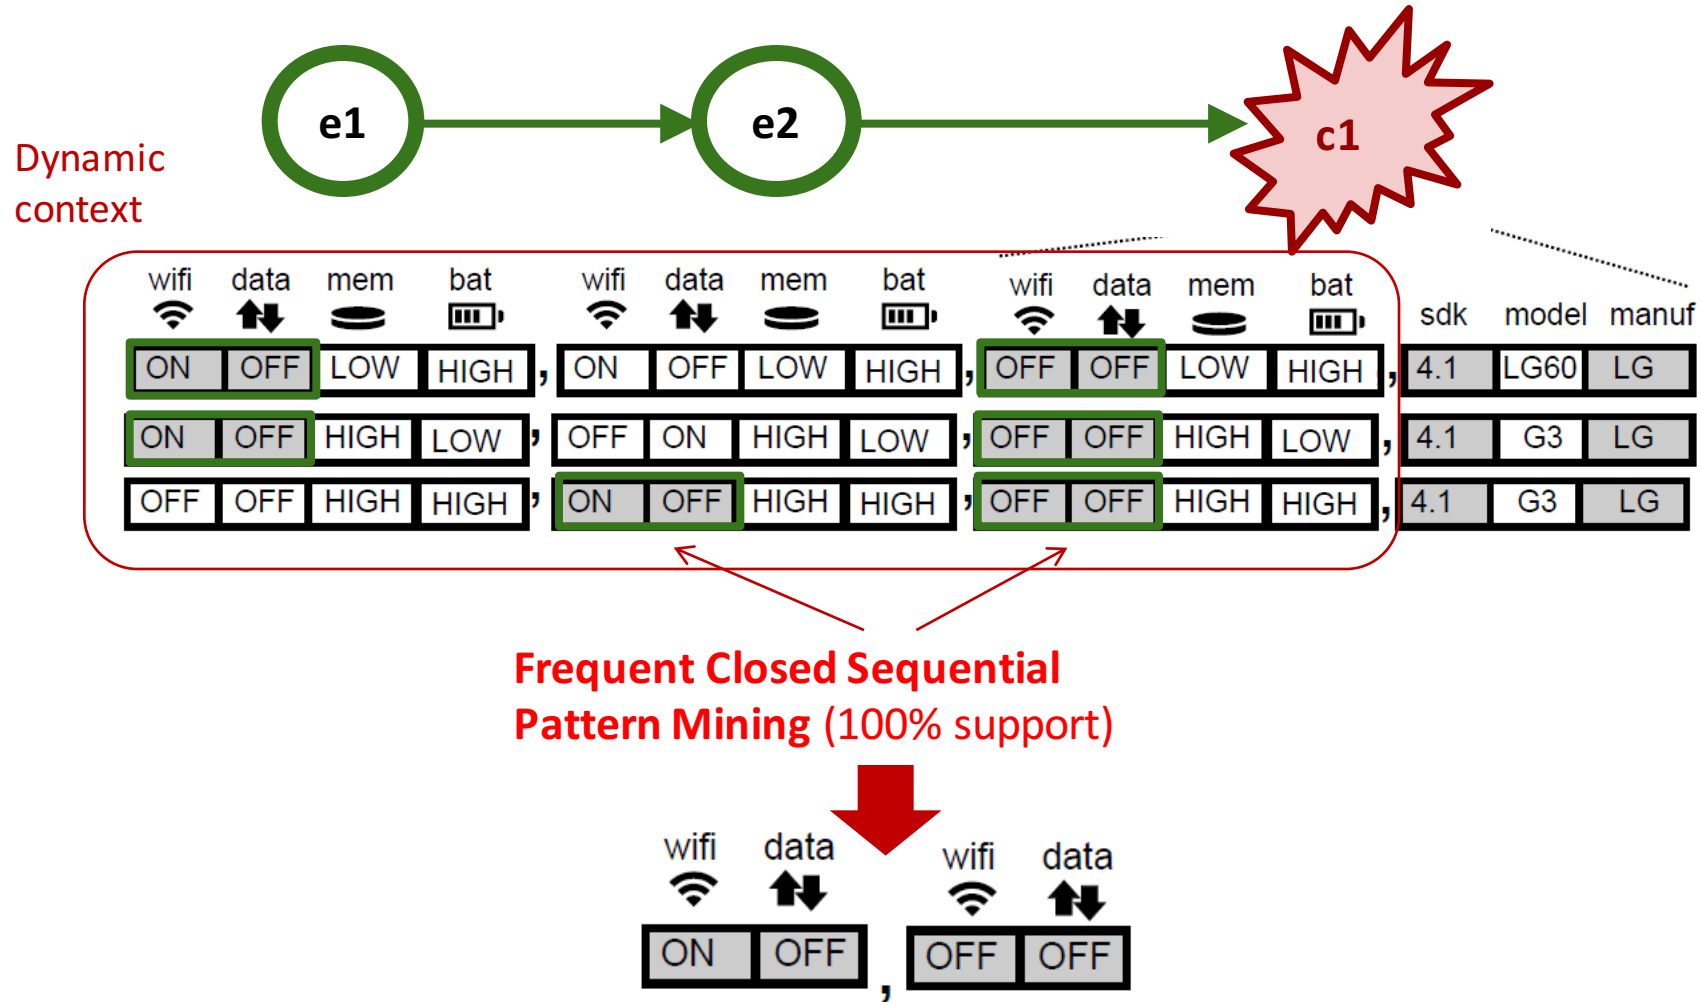 e1 e2 c1
Dynamic
context
wifi data mem bat wifi data mem bat wifi data mem bat sdk model manuf
ON OFF LOW HIGH , ON OFF LOW HIGH , OFF OFF LOW HIGH , 4.1 LG60 LG
ON OFF HIGH LOW , OFF ON HIGH LOW , OFF OFF HIGH LOW , 4.1 G3 LG
OFF OFF HIGH HIGH , ON OFF HIGH HIGH , OFF OFF HIGH HIGH , 4.1 G3 LG
Frequent Closed Sequential
Pattern Mining (100% support)
wifi data wifi data
ON OFF , OFF OFF